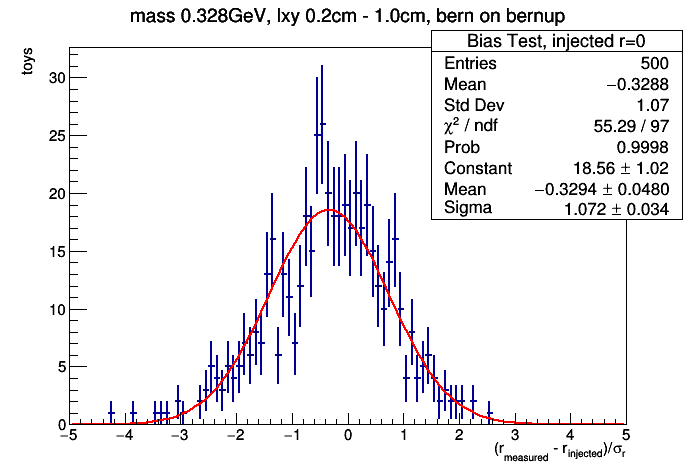 mass 0.328GeV, lxy 0.2cm - 1.0cm, bern on bernup
Bias Test, injected r=0
Entries 500
Mean −0.3288
Std Dev 1.07
χ² / ndf 55.29 / 97
Prob 0.9998
Constant 18.56 ± 1.02
Mean −0.3294 ± 0.0480
Sigma 1.072 ± 0.034
toys
30
25
20
15
10
5
0
−5 −4 −3 −2 −1 0 1 2 3 4 5
(r_measured - r_injected)/σ_r